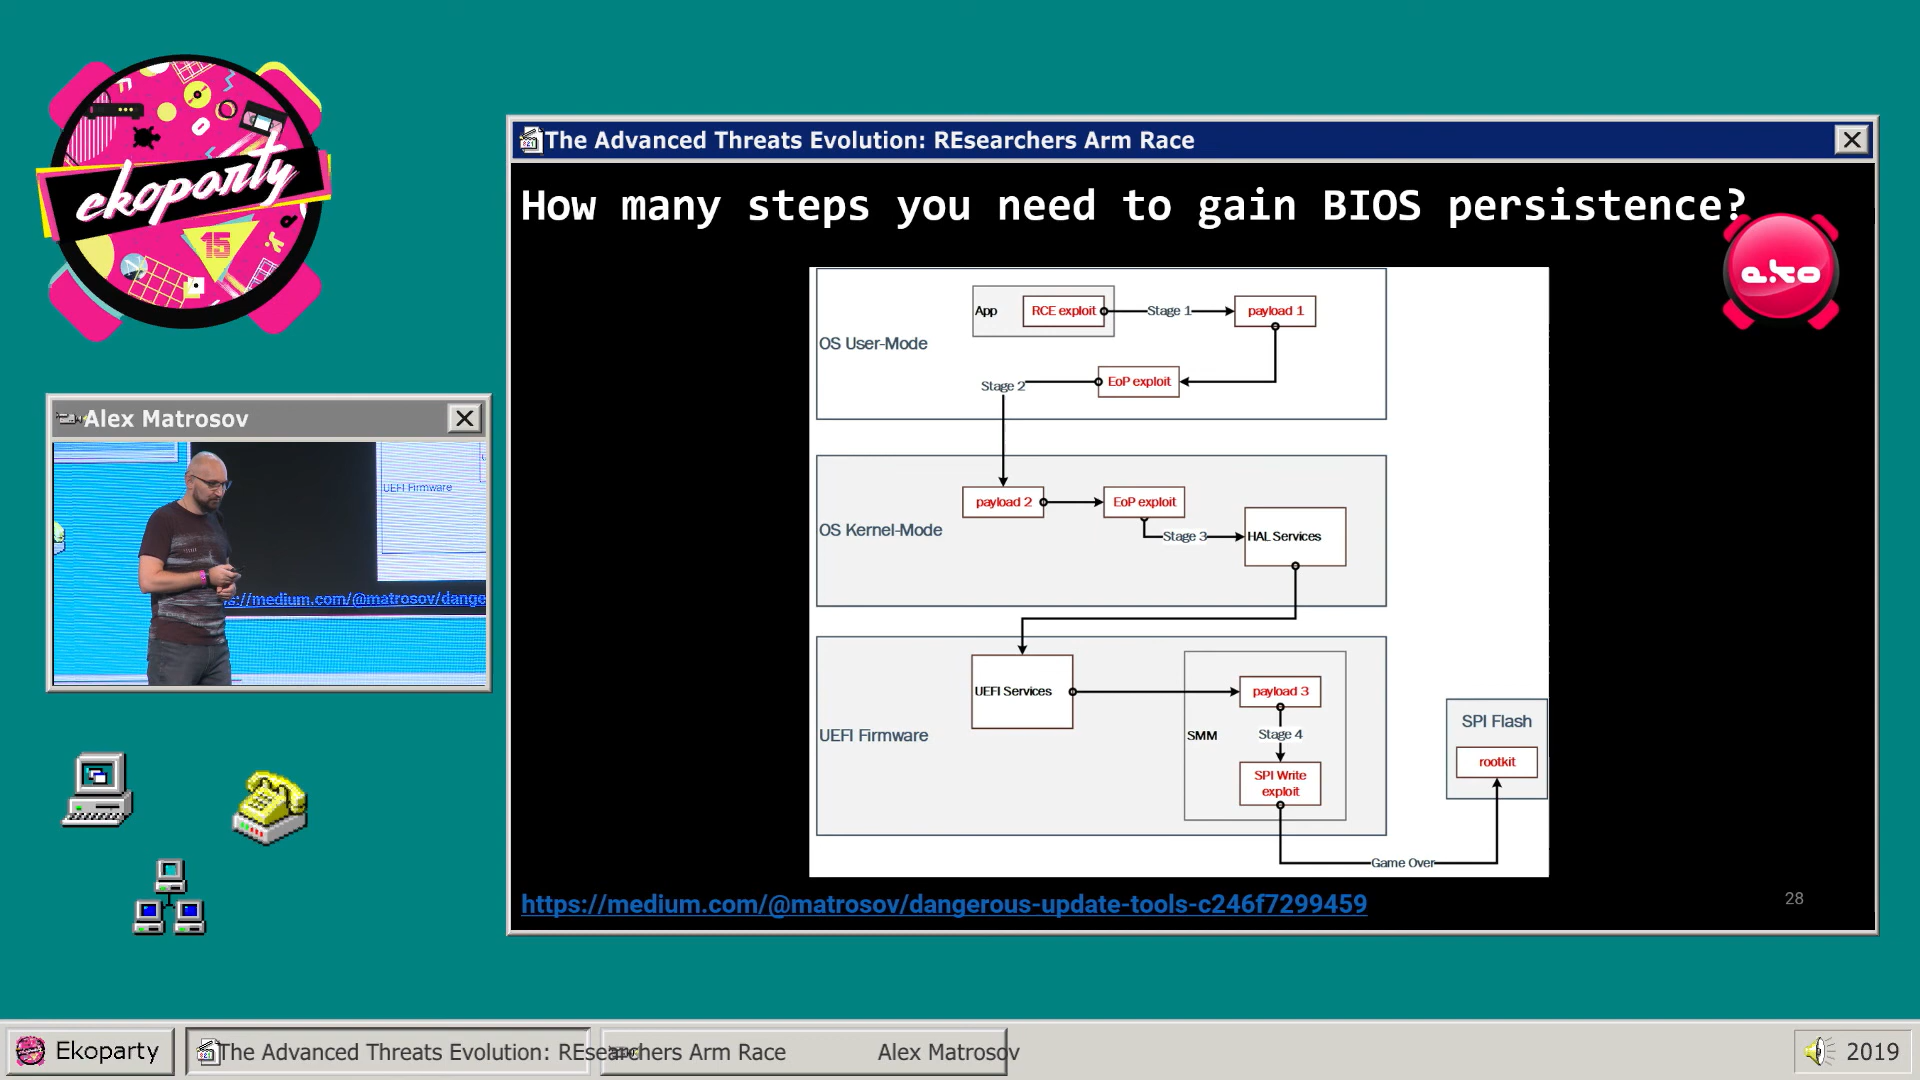 ekoparty
15
The Advanced Threats Evolution: REsearchers Arm Race
How many steps you need to gain BIOS persistence?
eko
App
RCE exploit
Stage 1
payload 1
OS User-Mode
Stage 2
EoP exploit
payload 2
EoP exploit
OS Kernel-Mode
Stage 3
HAL Services
UEFI Services
payload 3
UEFI Firmware
SMM
Stage 4
SPI Write
exploit
SPI Flash
rootkit
Game Over
https://medium.com/@matrosov/dangerous-update-tools-c246f7299459
28
Alex Matrosov
UEFI Firmware
s://medium.com/@matrosov/dange
Ekoparty
The Advanced Threats Evolution: REsearchers Arm Race
Alex Matrosov
2019